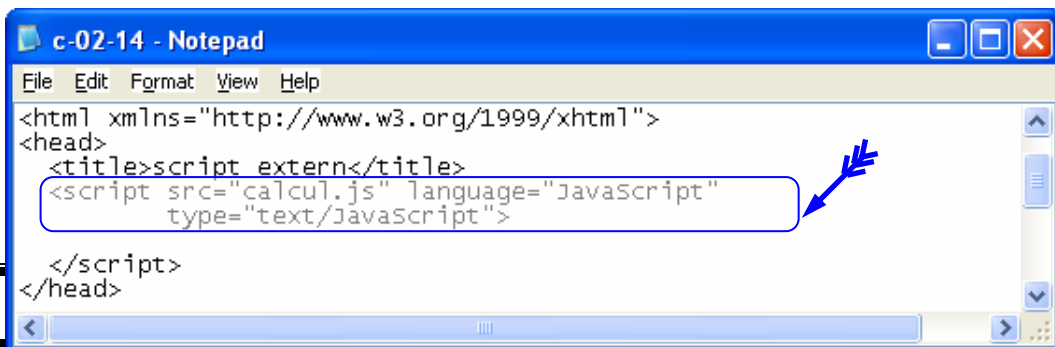 c-02-14 - Notepad
File Edit Format View Help
<html xmlns="http://www.w3.org/1999/xhtml">
<head>
  <title>script extern</title>
  <script src="calcul.js" language="JavaScript"
          type="text/JavaScript">
  </script>
</head>